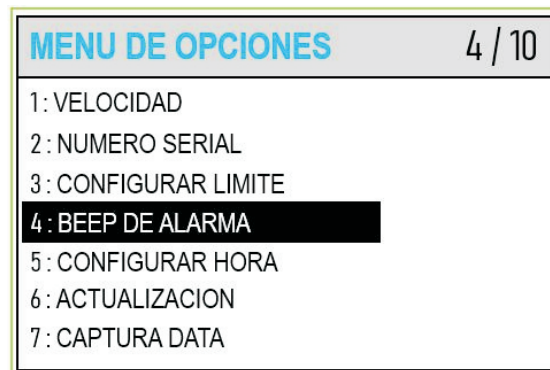 MENU DE OPCIONES 4 / 10
1 : VELOCIDAD
2 : NUMERO SERIAL
3 : CONFIGURAR LIMITE
4 : BEEP DE ALARMA
5 : CONFIGURAR HORA
6 : ACTUALIZACION
7 : CAPTURA DATA